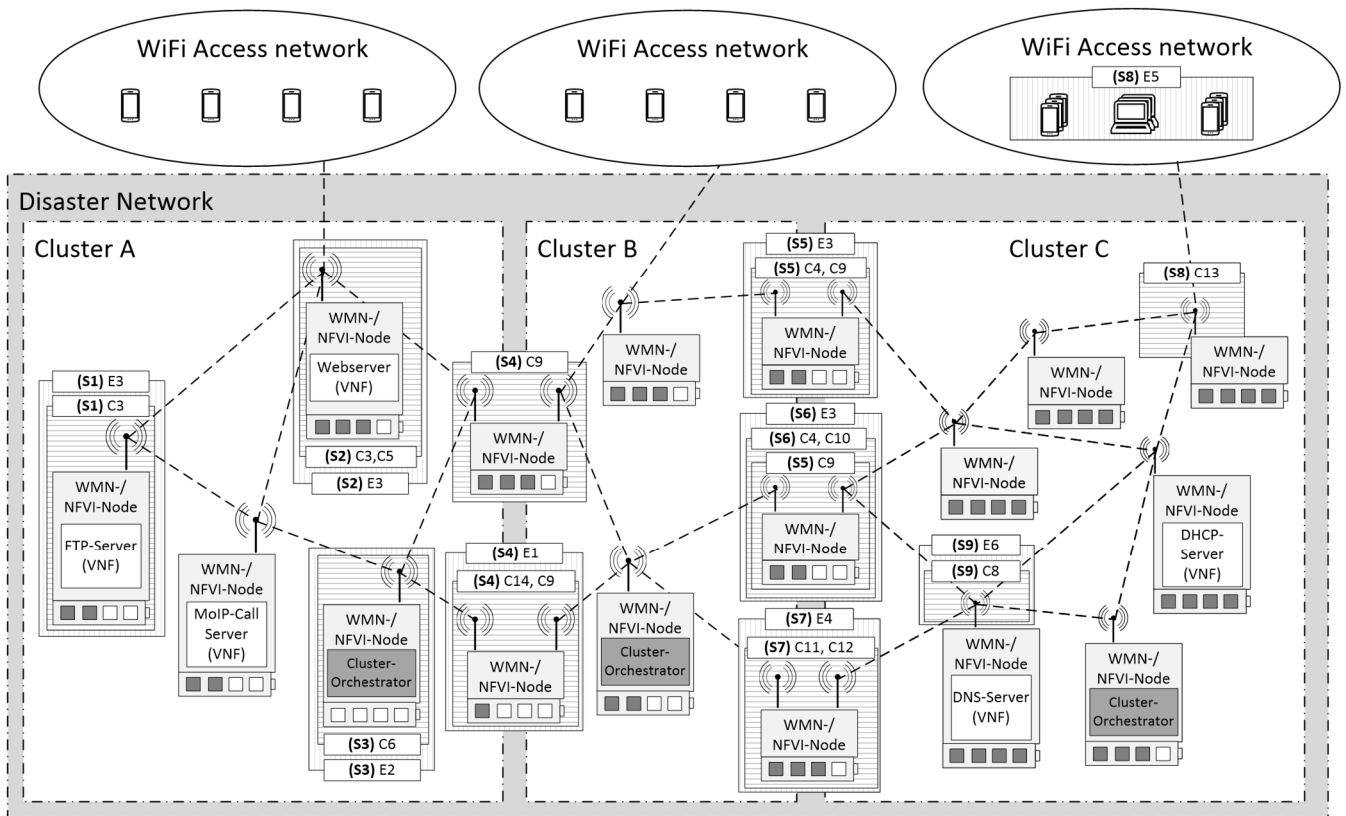 WiFi Access network
WiFi Access network
WiFi Access network
(S8) E5
Disaster Network
Cluster A
Cluster B
Cluster C
WMN-/
NFVI-Node
Webserver
(VNF)
(S2) C3,C5
(S2) E3
(S1) E3
(S1) C3
WMN-/
NFVI-Node
FTP-Server
(VNF)
WMN-/
NFVI-Node
MoIP-Call
Server
(VNF)
WMN-/
NFVI-Node
Cluster-
Orchestrator
(S3) C6
(S3) E2
(S4) C9
WMN-/
NFVI-Node
(S4) E1
(S4) C14, C9
WMN-/
NFVI-Node
WMN-/
NFVI-Node
WMN-/
NFVI-Node
Cluster-
Orchestrator
(S5) E3
(S5) C4, C9
WMN-/
NFVI-Node
(S6) E3
(S6) C4, C10
(S5) C9
WMN-/
NFVI-Node
(S7) E4
(S7) C11, C12
WMN-/
NFVI-Node
(S8) C13
WMN-/
NFVI-Node
WMN-/
NFVI-Node
WMN-/
NFVI-Node
WMN-/
NFVI-Node
DHCP-
Server
(VNF)
(S9) E6
(S9) C8
WMN-/
NFVI-Node
DNS-Server
(VNF)
WMN-/
NFVI-Node
Cluster-
Orchestrator